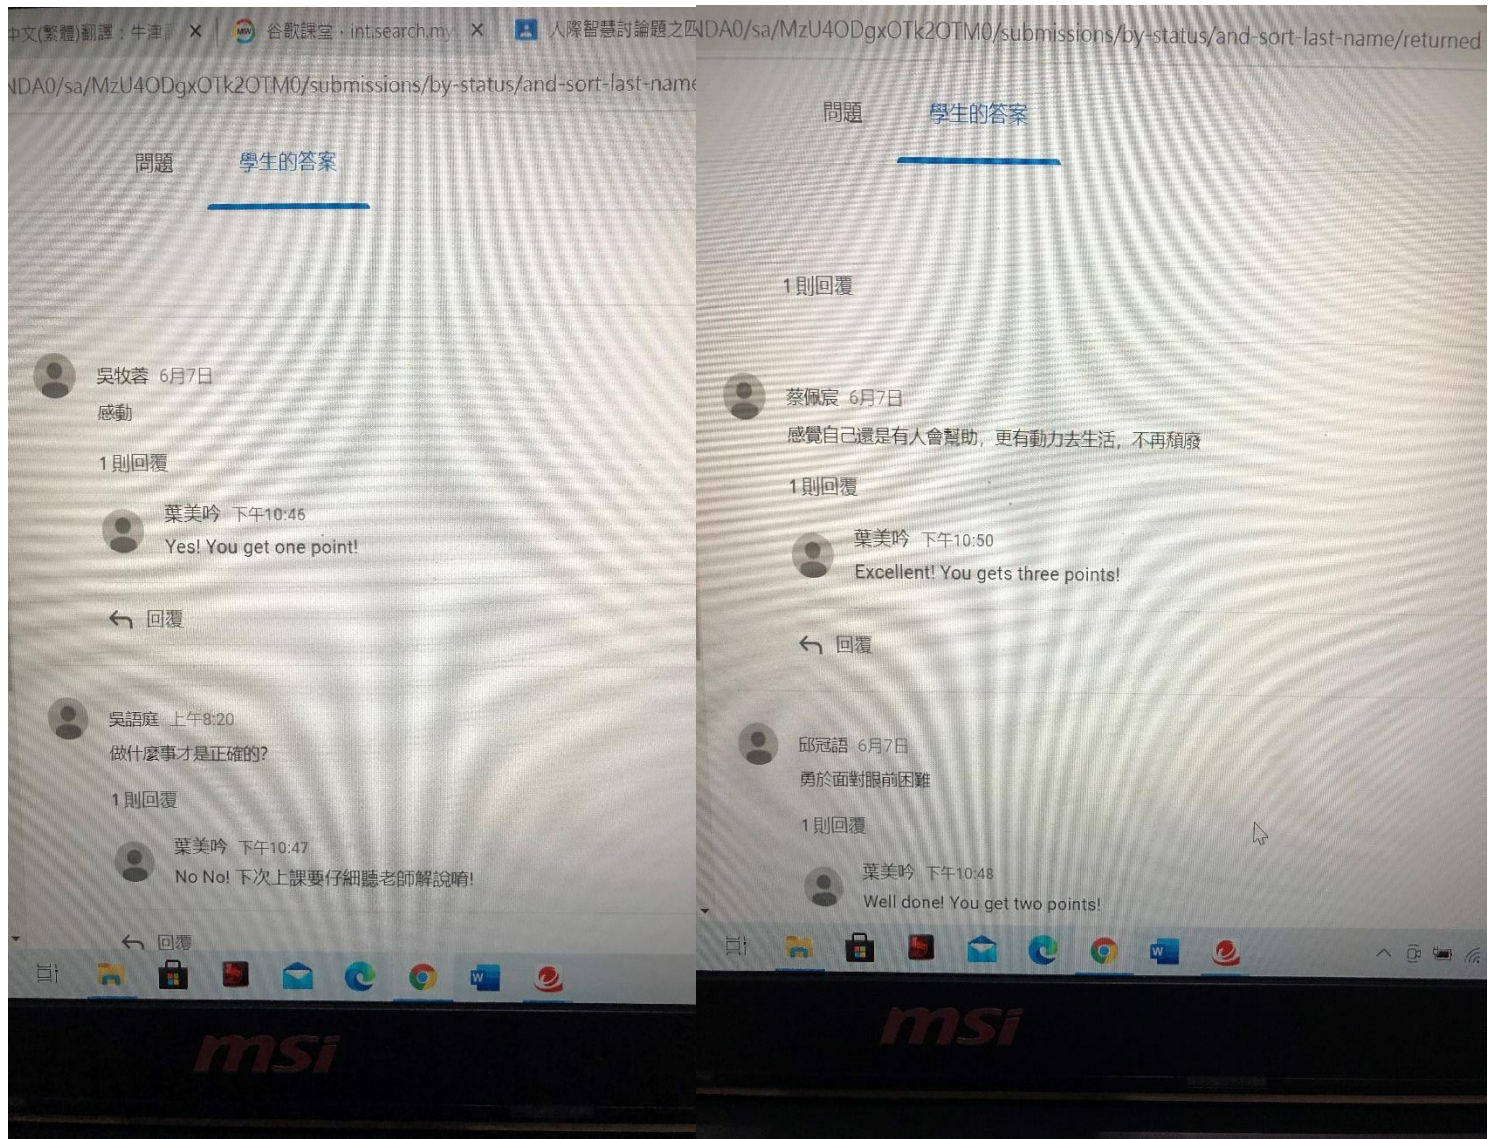 中文(繁體)翻譯：牛津
谷歌課堂 · int.search.my
人際智慧討論題之四
NDA0/sa/MzU4ODgxOTk2OTM0/submissions/by-status/and-sort-last-name
問題
學生的答案
吳牧蓉 6月7日
感動
1 則回覆
葉美吟 下午10:46
Yes! You get one point!
回覆
吳語庭 上午8:20
做什麼事才是正確的?
1 則回覆
葉美吟 下午10:47
No No! 下次上課要仔細聽老師解說唷!
回覆
msi
NDA0/sa/MzU4ODgxOTk2OTM0/submissions/by-status/and-sort-last-name/returned
問題
學生的答案
1 則回覆
蔡佩宸 6月7日
感覺自己還是有人會幫助，更有動力去生活，不再頹廢
1 則回覆
葉美吟 下午10:50
Excellent! You gets three points!
回覆
邱冠語 6月7日
勇於面對眼前困難
1 則回覆
葉美吟 下午10:48
Well done! You get two points!
msi